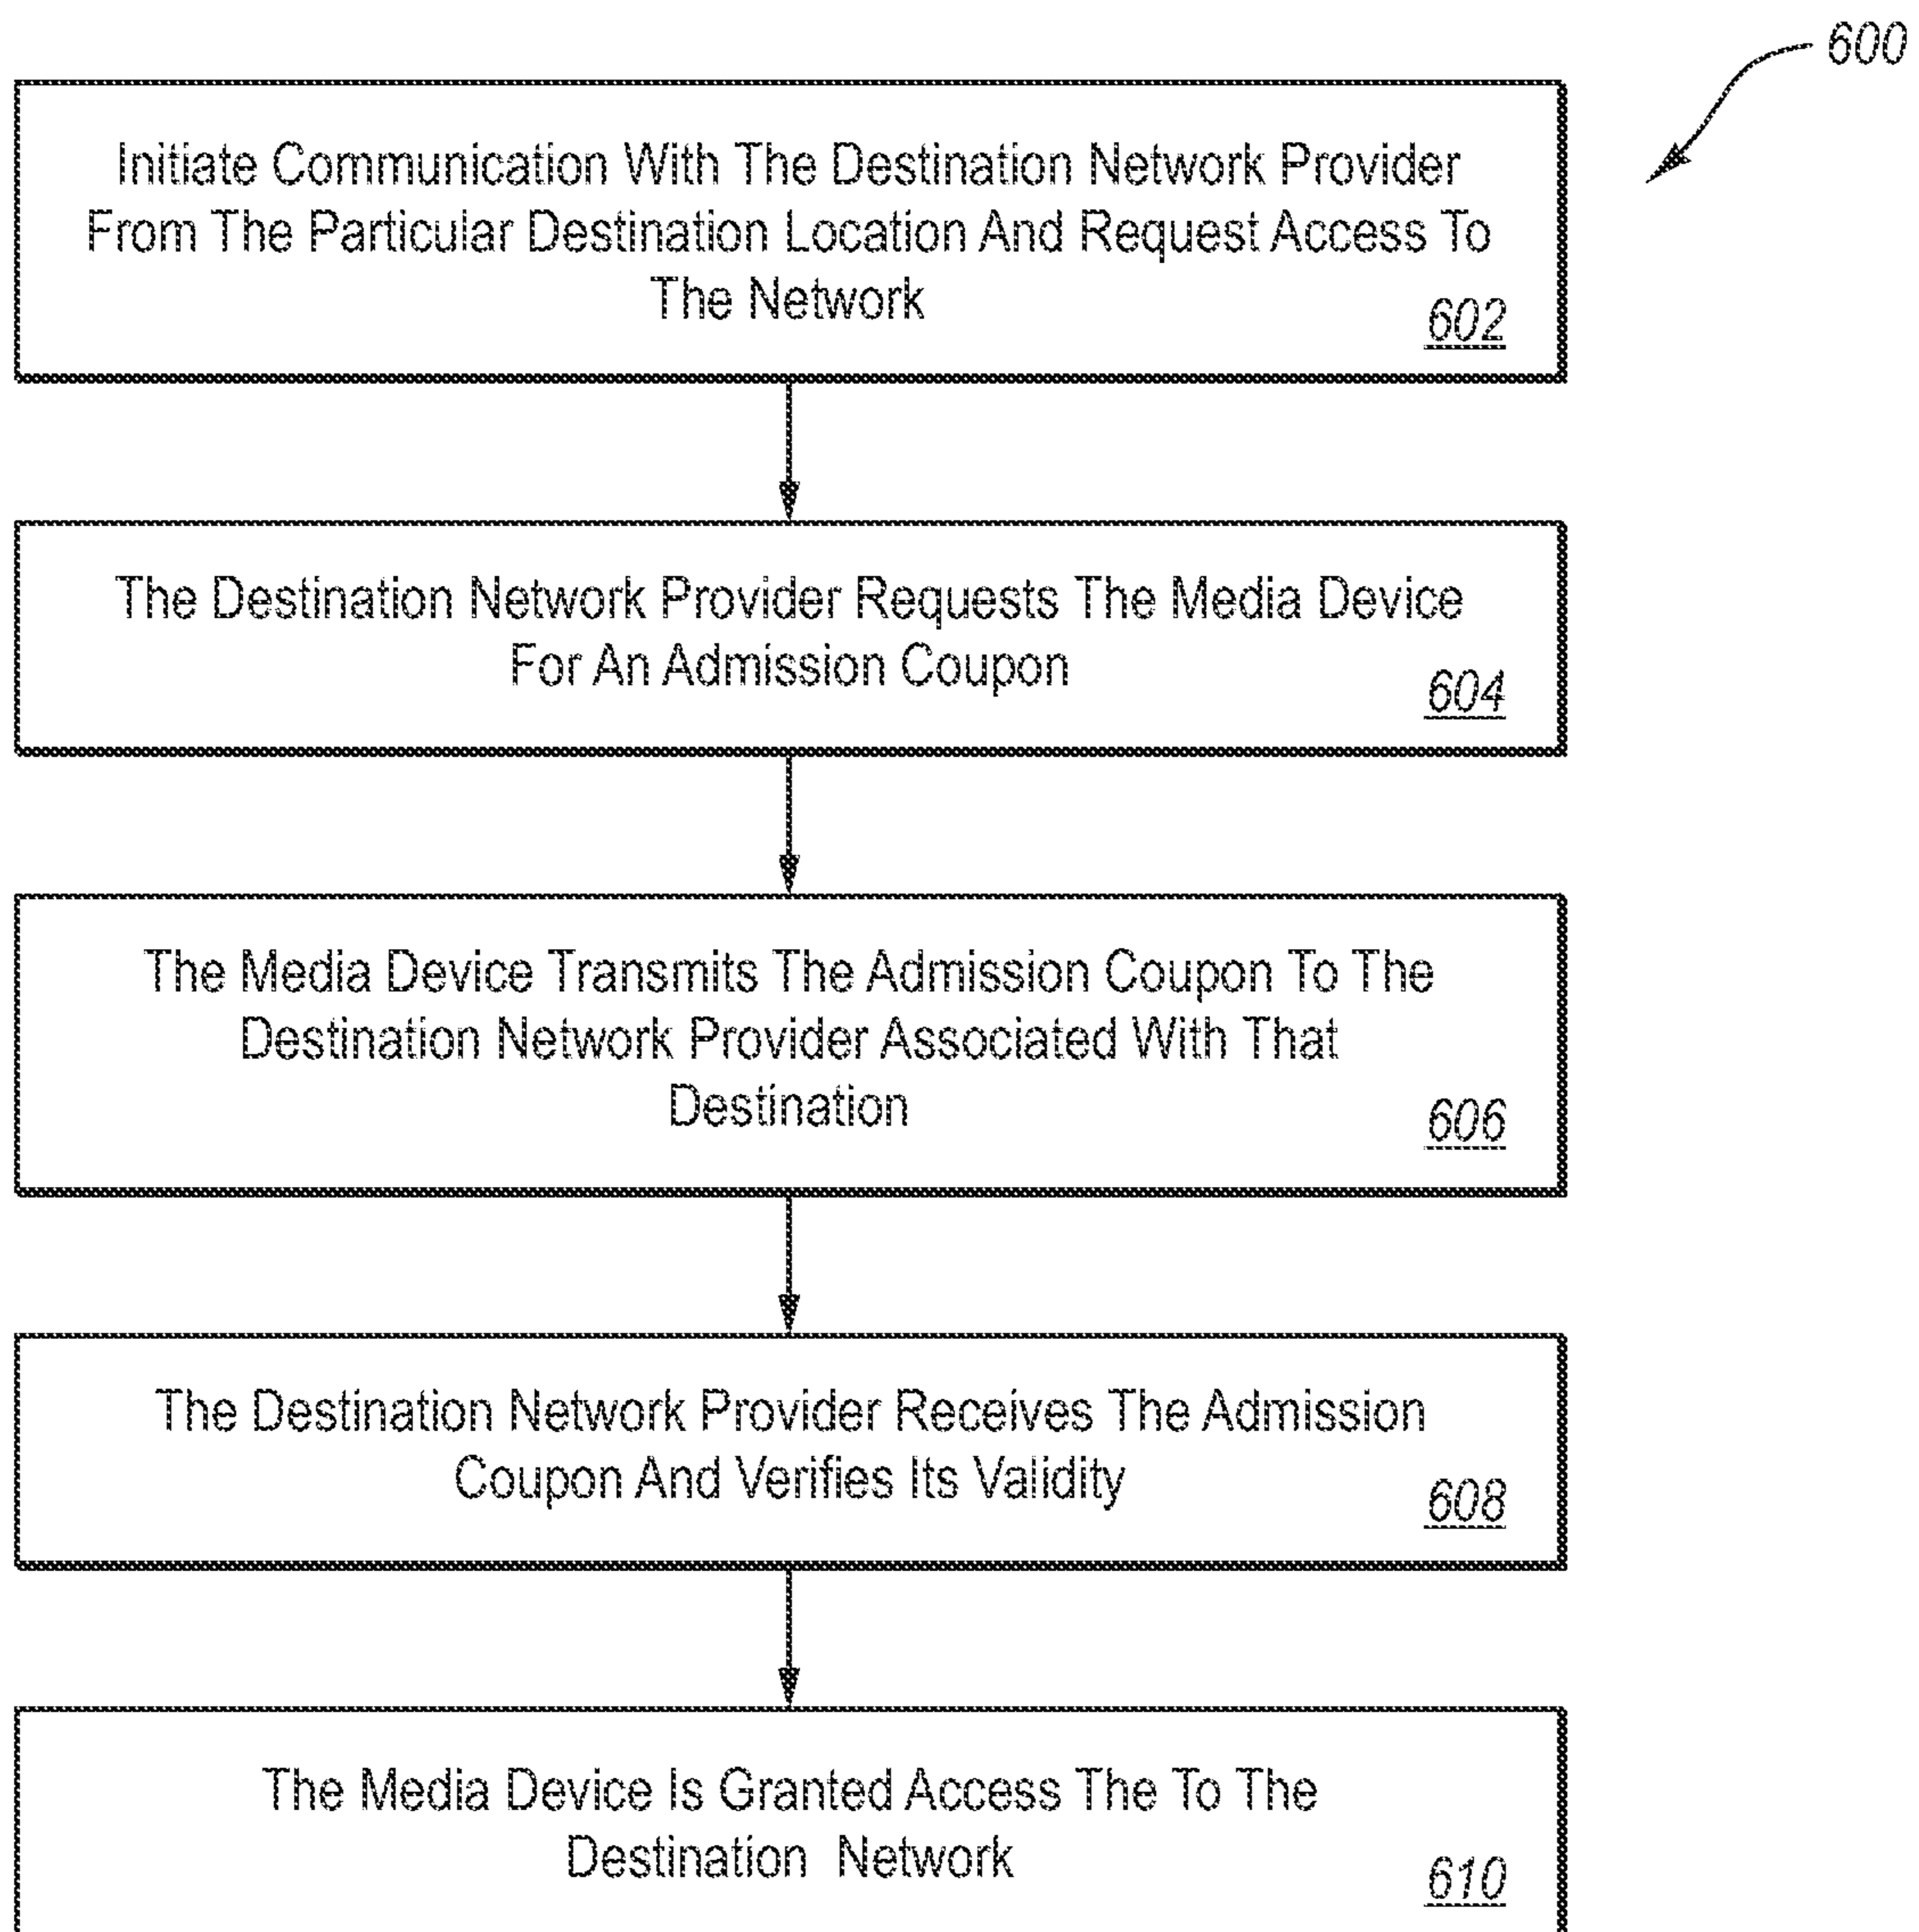 600
Initiate Communication With The Destination Network Provider
From The Particular Destination Location And Request Access To
The Network
602
The Destination Network Provider Requests The Media Device
For An Admission Coupon
604
The Media Device Transmits The Admission Coupon To The
Destination Network Provider Associated With That
Destination
606
The Destination Network Provider Receives The Admission
Coupon And Verifies Its Validity
608
The Media Device Is Granted Access The To The
Destination Network
610